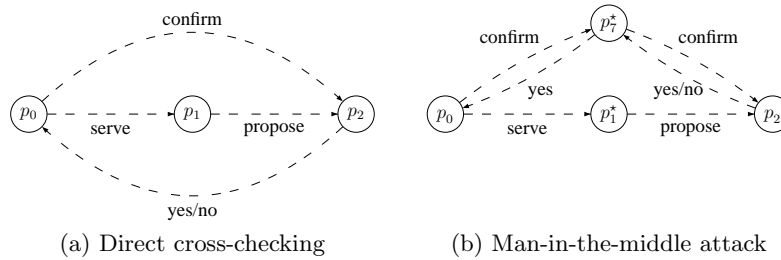 confirm
p₀
p₁
p₂
serve
propose
yes/no
(a) Direct cross-checking
p₇⋆
confirm
confirm
yes
yes/no
p₀
p₁⋆
p₂
serve
propose
(b) Man-in-the-middle attack